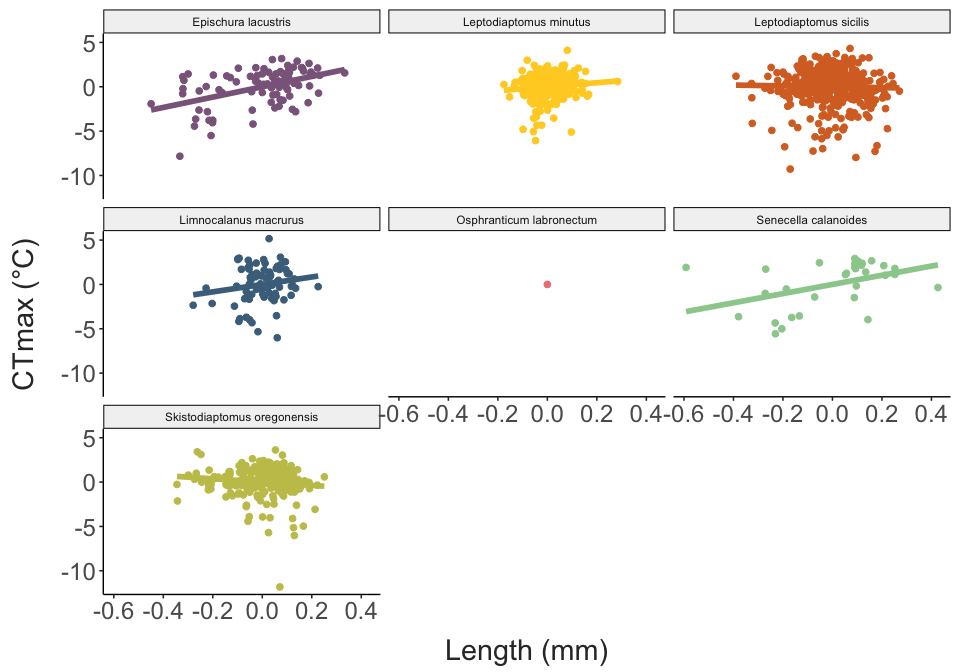 Epischura lacustris
Leptodiaptomus minutus
Leptodiaptomus sicilis
5
0
-5
-10
Limnocalanus macrurus
Osphranticum labronectum
Senecella calanoides
5
0
-5
-10
-0.6 -0.4 -0.2 0.0 0.2 0.4
-0.6 -0.4 -0.2 0.0 0.2 0.4
Skistodiaptomus oregonensis
5
0
-5
-10
-0.6 -0.4 -0.2 0.0 0.2 0.4
CTmax (°C)
Length (mm)